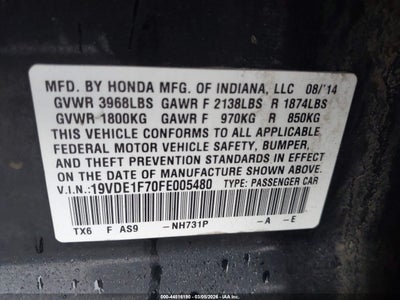 MFD. BY HONDA MFG. OF INDIANA, LLC 08/'14
GVWR 3968LBS GAWR F 2138LBS R 1874LBS
GVWR 1800KG GAWR F 970KG R 850KG
THIS VEHICLE CONFORMS TO ALL APPLICABLE
FEDERAL MOTOR VEHICLE SAFETY, BUMPER,
AND THEFT PREVENTION STANDARDS IN EFFECT
ON THE DATE OF MANUFACTURE SHOWN ABOVE.
V.I.N.:19VDE1F70FE005480 TYPE: PASSENGER CAR
TX6 F AS9 -NH731P -A -E
000-44818190 - 03/05/2026 - IAAI.COM